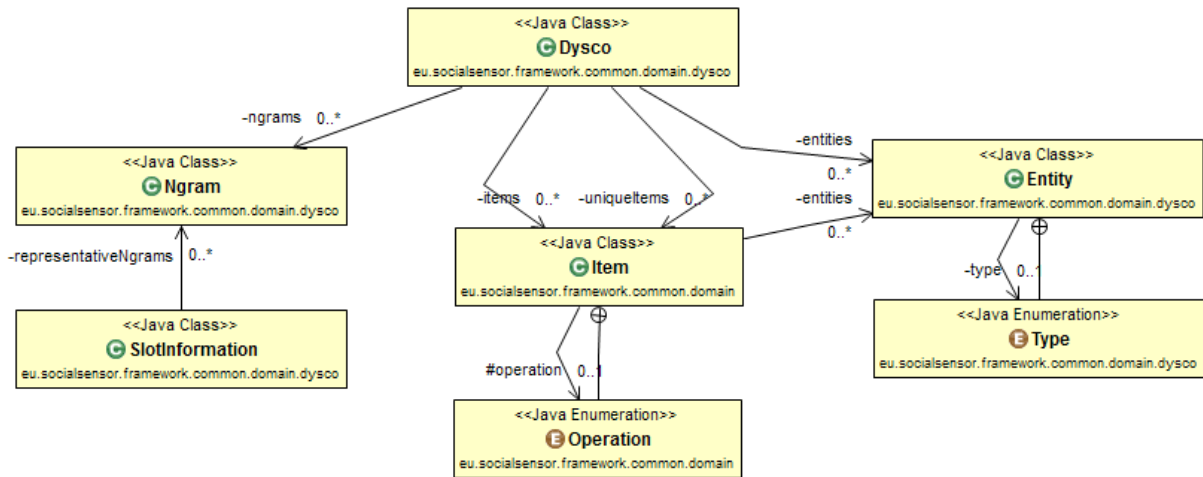 <<Java Class>>
C Dysco
eu.socialsensor.framework.common.domain.dysco
-ngrams 0..*
-entities
0..*
<<Java Class>>
C Ngram
eu.socialsensor.framework.common.domain.dysco
-items 0..*
-uniqueItems 0..*
-entities
0..*
<<Java Class>>
C Entity
eu.socialsensor.framework.common.domain.dysco
-representativeNgrams 0..*
<<Java Class>>
C Item
eu.socialsensor.framework.common.domain
-type 0..1
<<Java Class>>
C SlotInformation
eu.socialsensor.framework.common.domain.dysco
<<Java Enumeration>>
E Type
eu.socialsensor.framework.common.domain.dysco
#operation 0..1
<<Java Enumeration>>
E Operation
eu.socialsensor.framework.common.domain